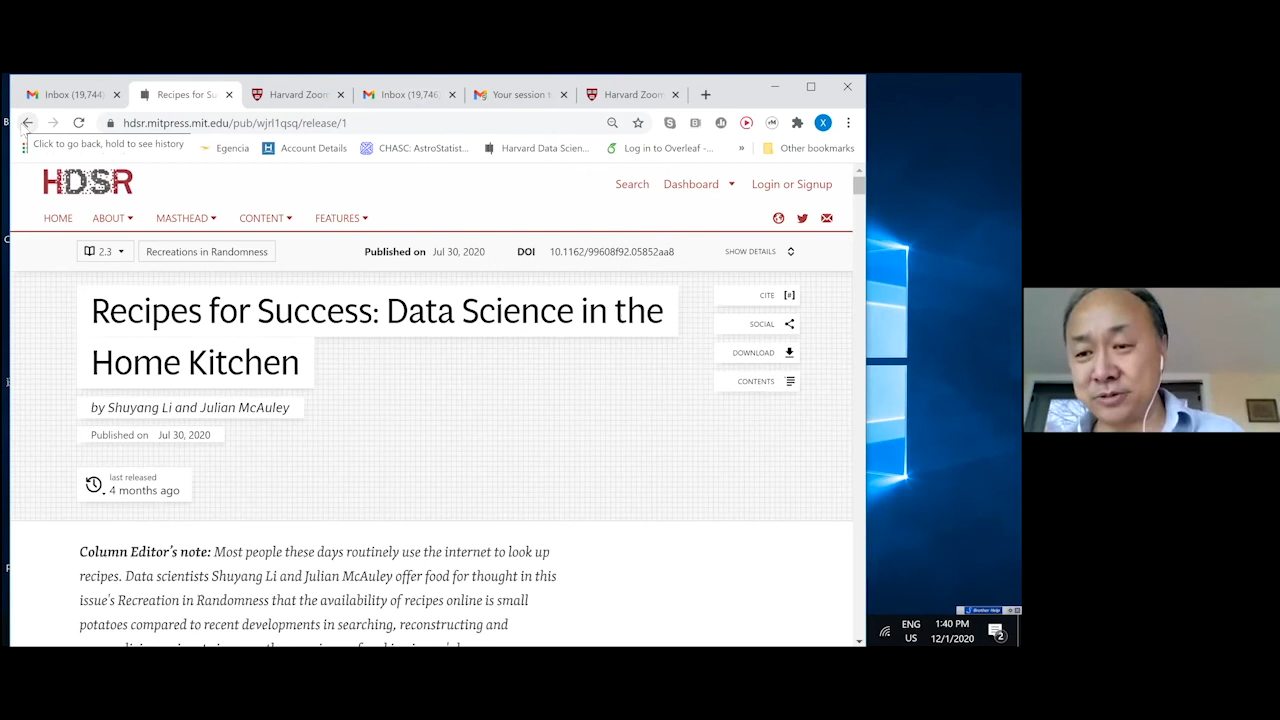 Inbox (19,744)
Recipes for Su
Harvard Zoom
Inbox (19,746
Your session t
Harvard Zoom
hdsr.mitpress.mit.edu/pub/wjrl1qsq/release/1
X
Click to go back, hold to see history
Egencia
Account Details
CHASC: AstroStatist...
Harvard Data Scien...
Log in to Overleaf -...
»
Other bookmarks
HDSR
Search
Dashboard
Login or Signup
HOME
ABOUT
MASTHEAD
CONTENT
FEATURES
2.3
Recreations in Randomness
Published on Jul 30, 2020
DOI 10.1162/99608f92.05852aa8
SHOW DETAILS
Recipes for Success: Data Science in the
Home Kitchen
by Shuyang Li and Julian McAuley
Published on Jul 30, 2020
last released
4 months ago
CITE [#]
SOCIAL
DOWNLOAD
CONTENTS
Column Editor's note: Most people these days routinely use the internet to look up
recipes. Data scientists Shuyang Li and Julian McAuley offer food for thought in this
issue's Recreation in Randomness that the availability of recipes online is small
potatoes compared to recent developments in searching, reconstructing and
Brother Help
ENG
US
1:40 PM
12/1/2020
2